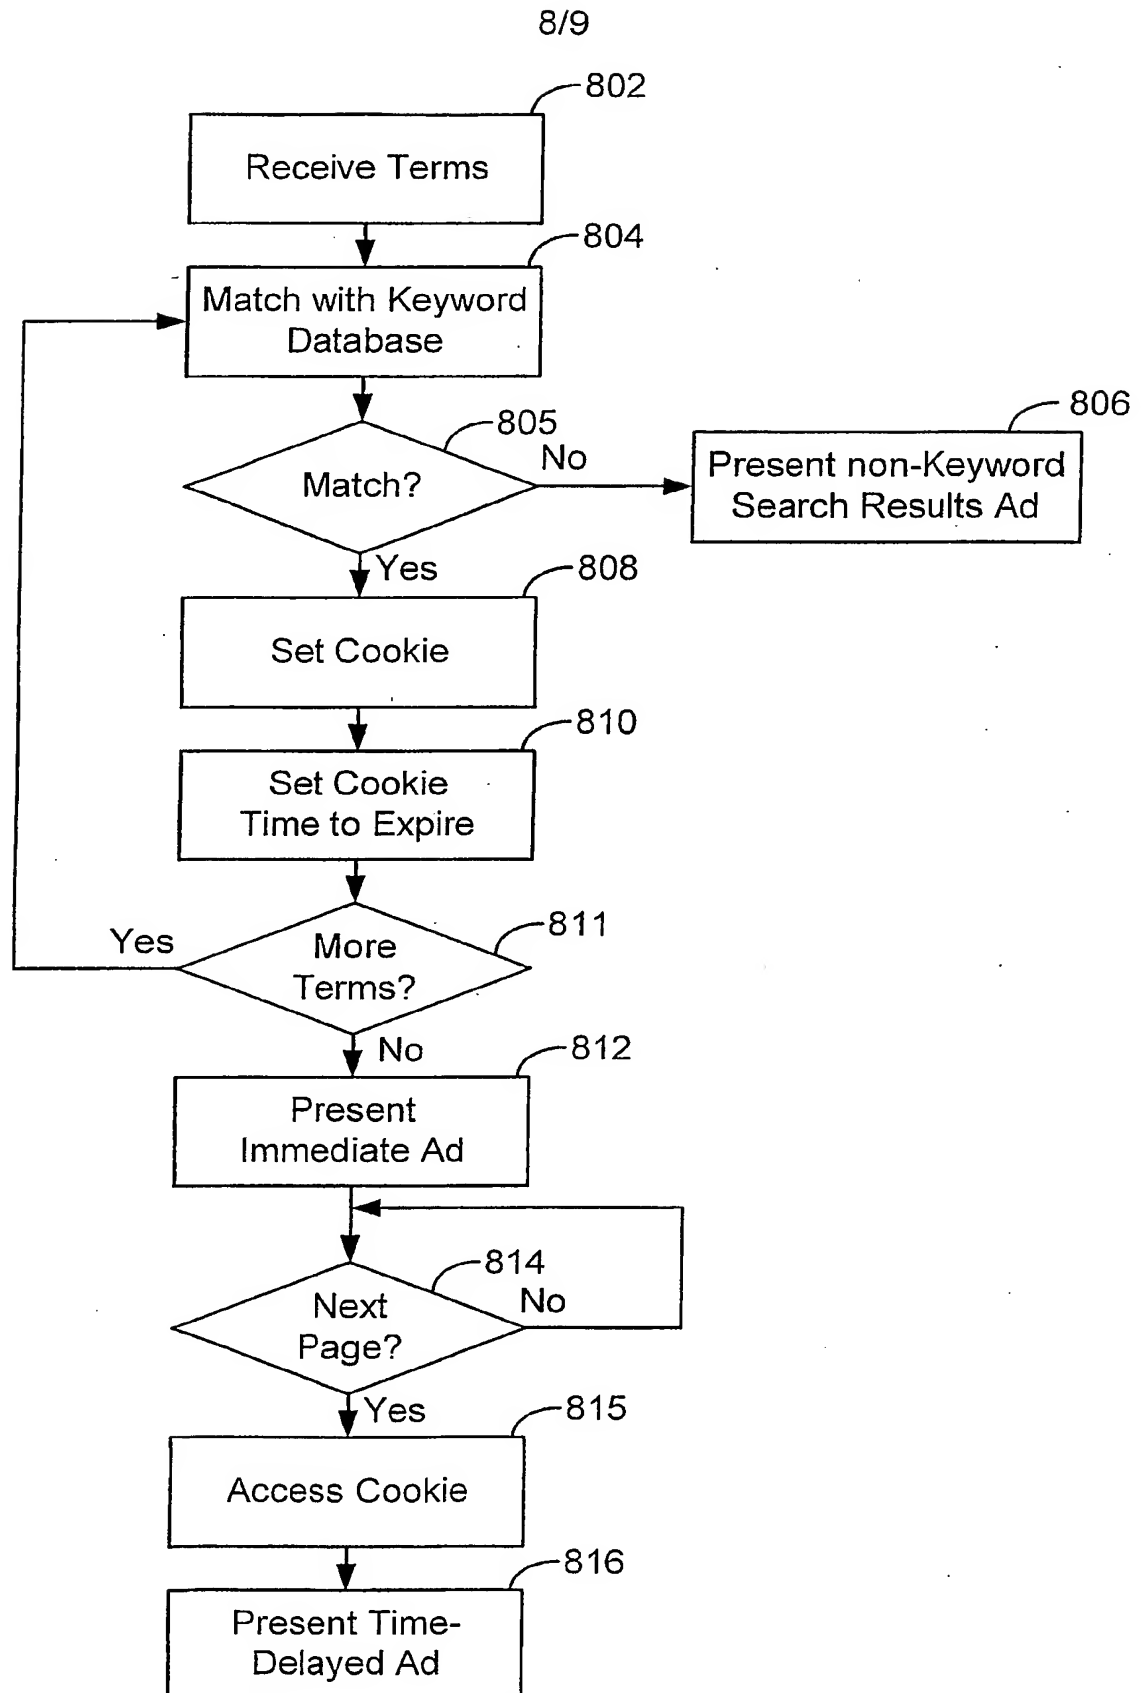 8/9
802
Receive Terms
804
Match with Keyword
Database
805
Match?
No
806
Present non-Keyword
Search Results Ad
Yes
808
Set Cookie
810
Set Cookie
Time to Expire
811
Yes
More
Terms?
No
812
Present
Immediate Ad
814
No
Next
Page?
Yes
815
Access Cookie
816
Present Time-
Delayed Ad